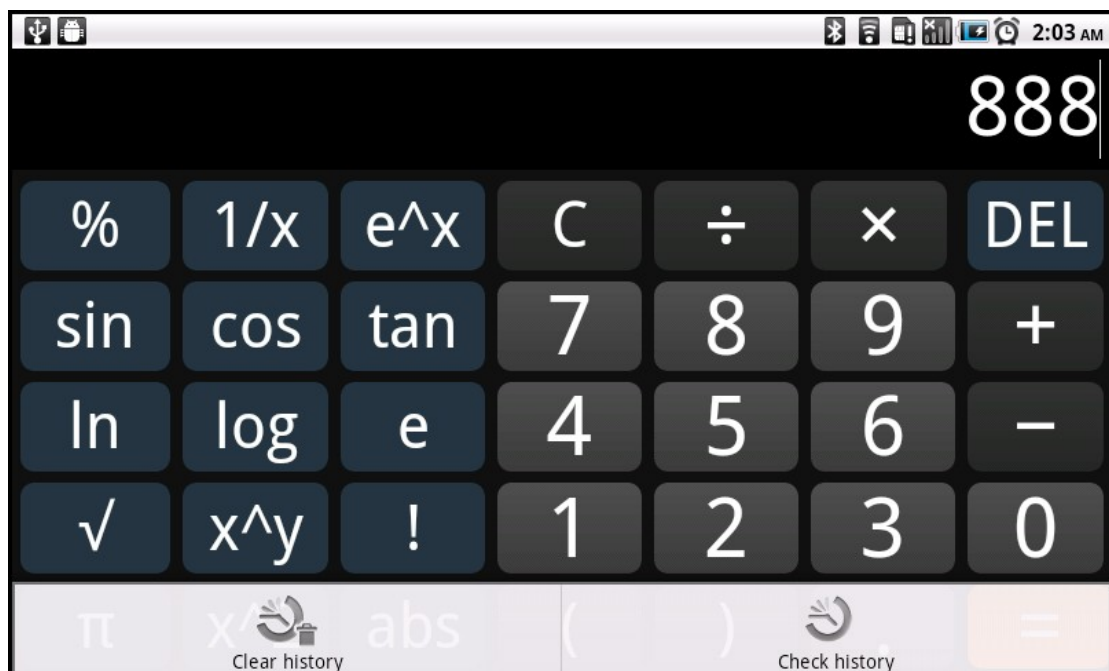 2:03 AM
888
% 1/x e^x C ÷ × DEL
sin cos tan 7 8 9 +
ln log e 4 5 6 −
√ x^y ! 1 2 3 0
π abs ( ) . =
Clear history Check history